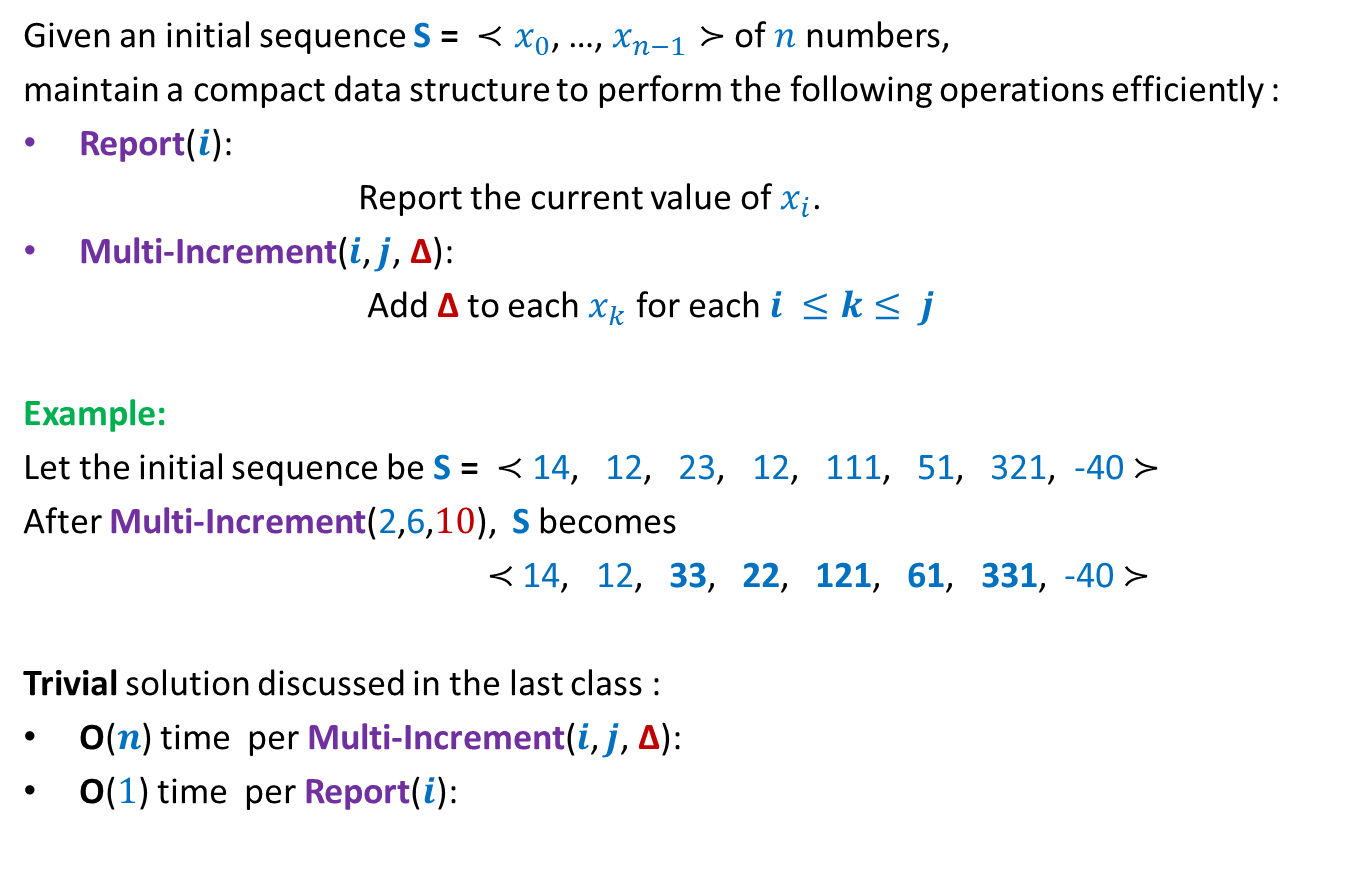 Given an initial sequence S = ≺ x₀, …, xₙ₋₁ ≻ of n numbers,
maintain a compact data structure to perform the following operations efficiently :
• Report(i):
Report the current value of xᵢ.
• Multi-Increment(i, j, Δ):
Add Δ to each xₖ for each i ≤ k ≤ j
Example:
Let the initial sequence be S = ≺ 14, 12, 23, 12, 111, 51, 321, -40 ≻
After Multi-Increment(2,6,10), S becomes
≺ 14, 12, 33, 22, 121, 61, 331, -40 ≻
Trivial solution discussed in the last class :
• O(n) time per Multi-Increment(i, j, Δ):
• O(1) time per Report(i):